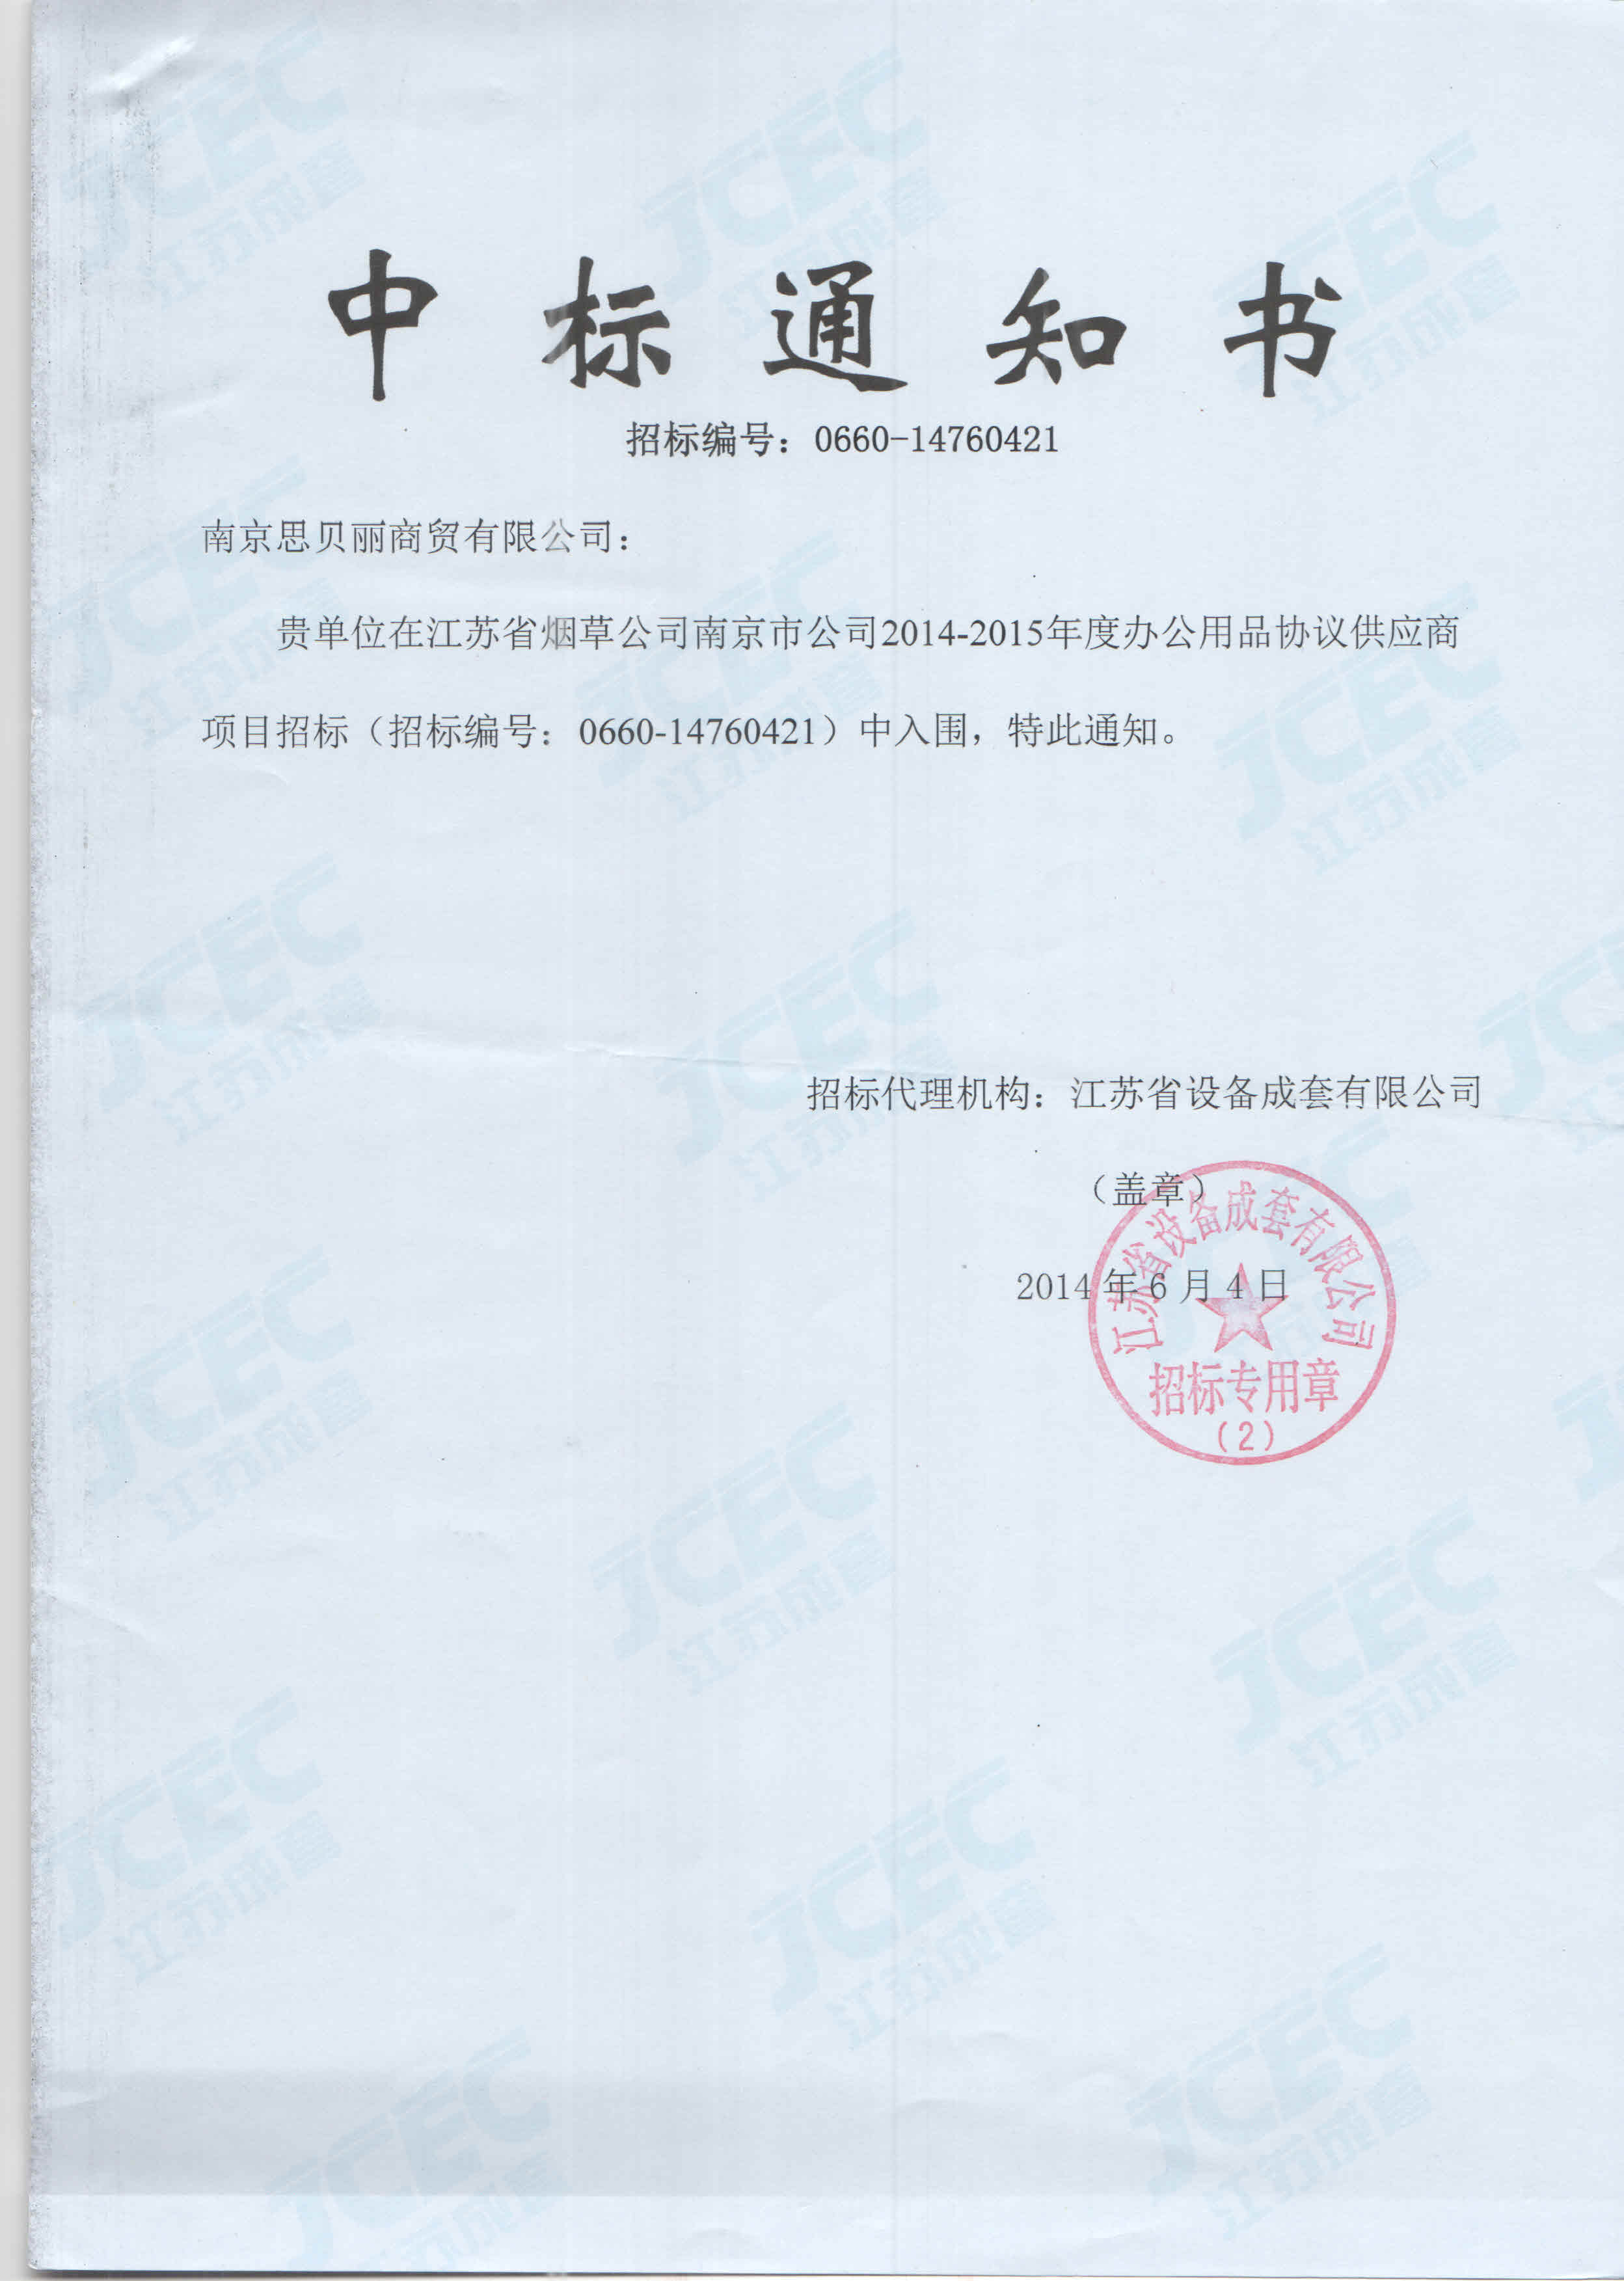 中标通知书
招标编号：0660-14760421
南京思贝丽商贸有限公司：
贵单位在江苏省烟草公司南京市公司2014-2015年度办公用品协议供应商
项目招标（招标编号：0660-14760421）中入围，特此通知。
招标代理机构：江苏省设备成套有限公司
（盖章）
2014 年 6 月 4 日
江苏省设备成套有限公司
招标专用章
（2）
JCEC
江苏成套